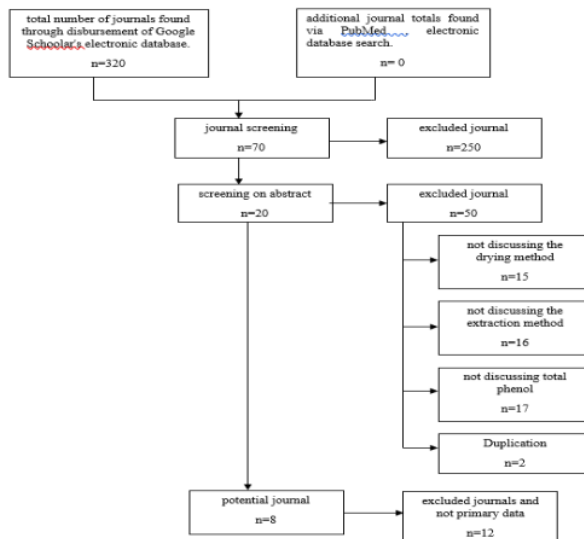 total number of journals found
through disbursement of Google
Schoolar's electronic database.
n=320
additional journal totals found
via PubMed electronic
database search.
n= 0
journal screening
n=70
excluded journal
n=250
screening on abstract
n=20
excluded journal
n=50
not discussing the
drying method
n=15
not discussing the
extraction method
n=16
not discussing total
phenol
n=17
Duplication
n=2
potential journal
n=8
excluded journals and
not primary data
n=12